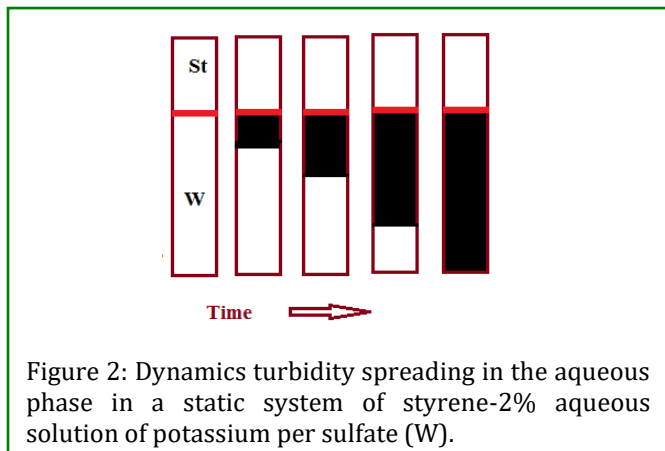 St
W
Time
Figure 2: Dynamics turbidity spreading in the aqueous
phase in a static system of styrene-2% aqueous
solution of potassium per sulfate (W).